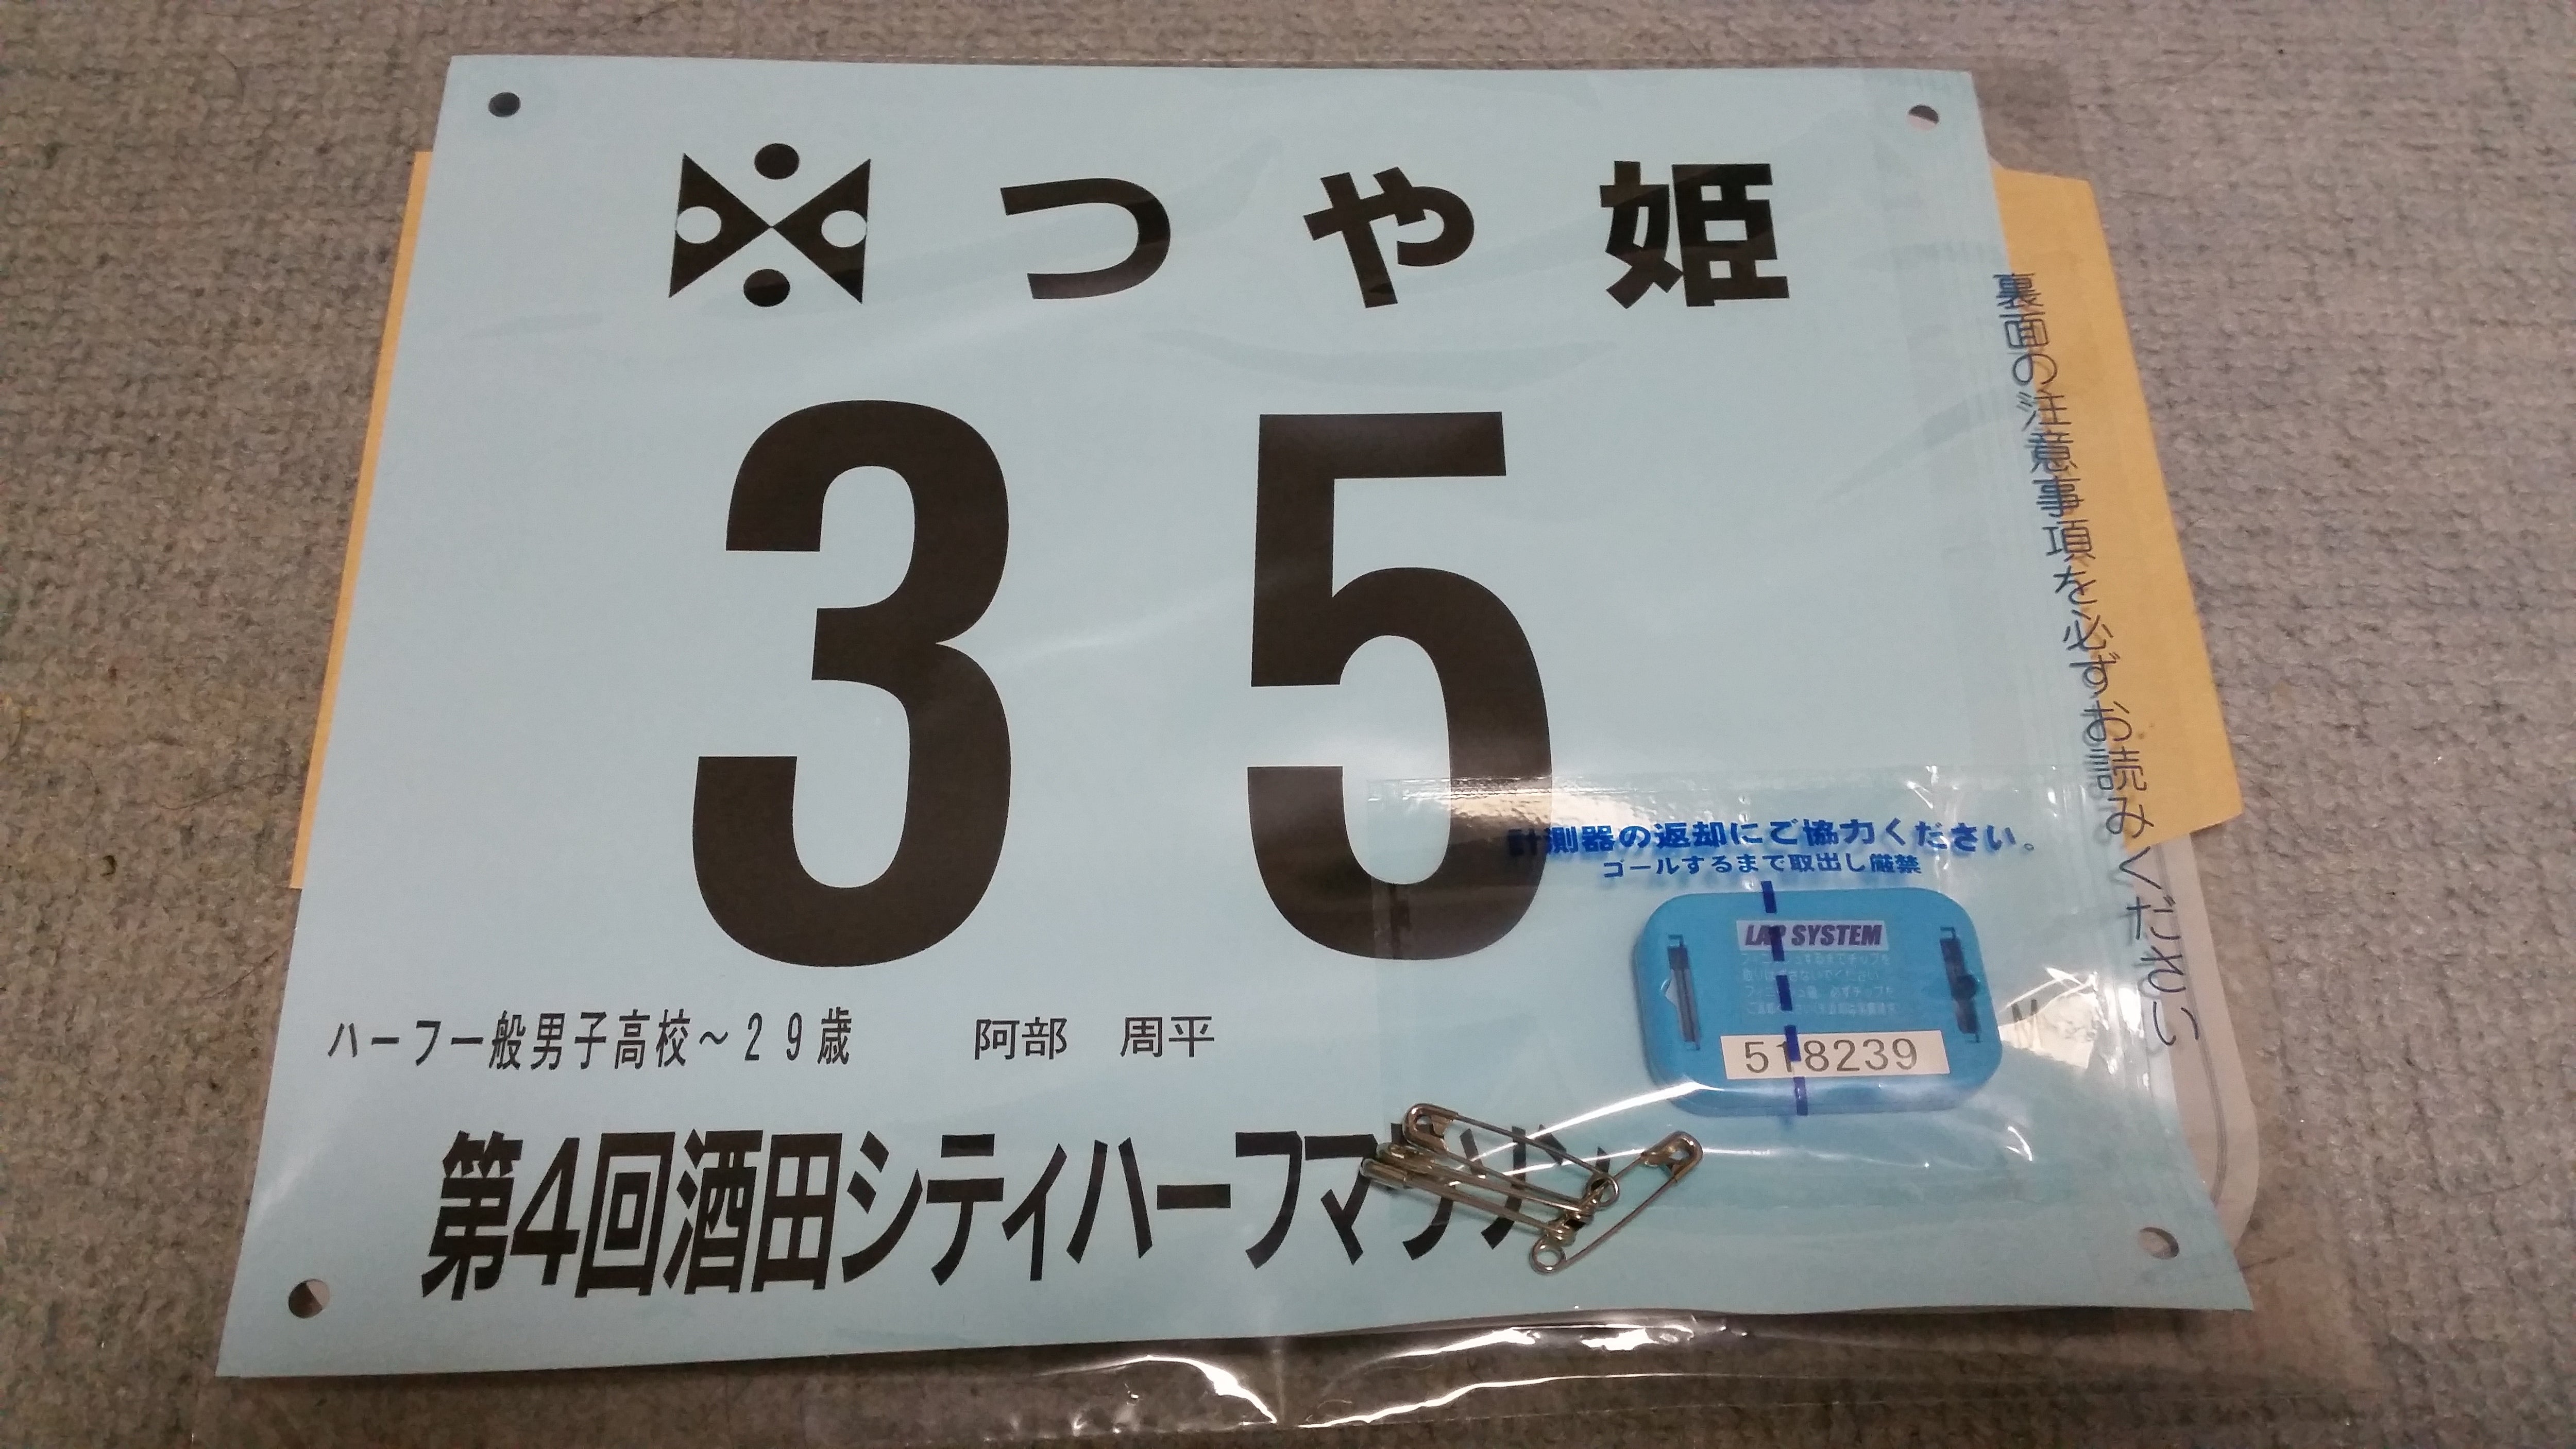 つや姫
35
裏面の注意事項を必ずお読みください
計測器の返却にご協力ください。
ゴールするまで取出し厳禁
LAP SYSTEM
518239
ハーフ一般男子高校～29歳 阿部 周平 M
第4回酒田シティハーフマラソン